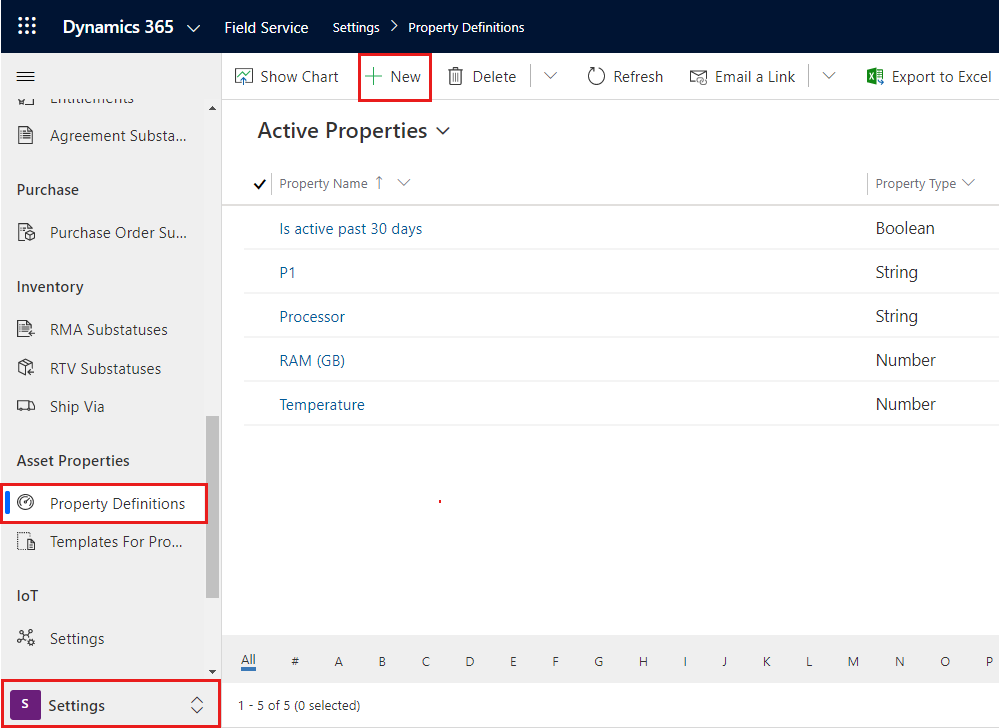 Dynamics 365 Field Service Settings > Property Definitions
Show Chart + New Delete Refresh Email a Link Export to Excel
Entitlements
Agreement Substa...
Purchase
Purchase Order Su...
Inventory
RMA Substatuses
RTV Substatuses
Ship Via
Asset Properties
Property Definitions
Templates For Pro...
IoT
Settings
S Settings
Active Properties
Property Name ↑ Property Type
Is active past 30 days Boolean
P1 String
Processor String
RAM (GB) Number
Temperature Number
All # A B C D E F G H I J K L M N O P
1 - 5 of 5 (0 selected)